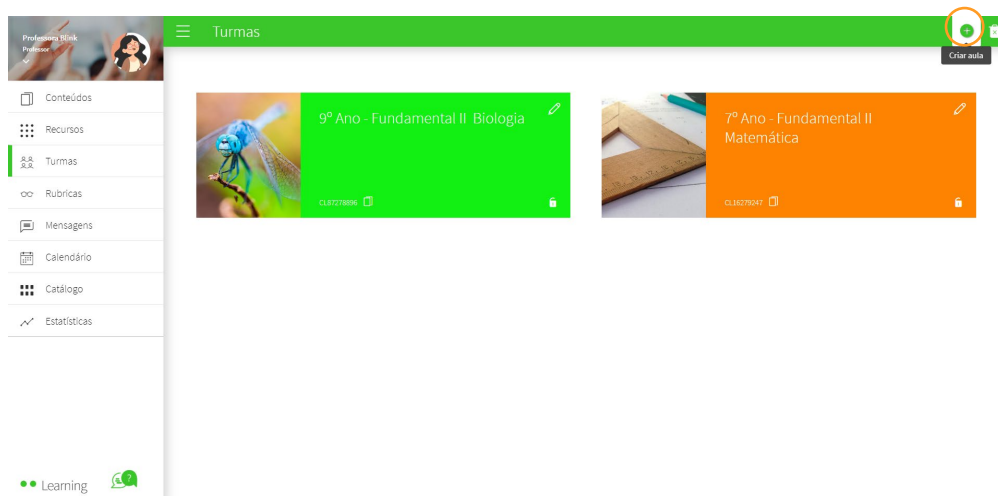 Professora Blink
Professor
Turmas
Criar aula
Conteúdos
Recursos
Turmas
Rubricas
Mensagens
Calendário
Catálogo
Estatísticas
9º Ano - Fundamental II Biologia
CL87278896
7º Ano - Fundamental II
Matemática
CL16279247
Learning
?